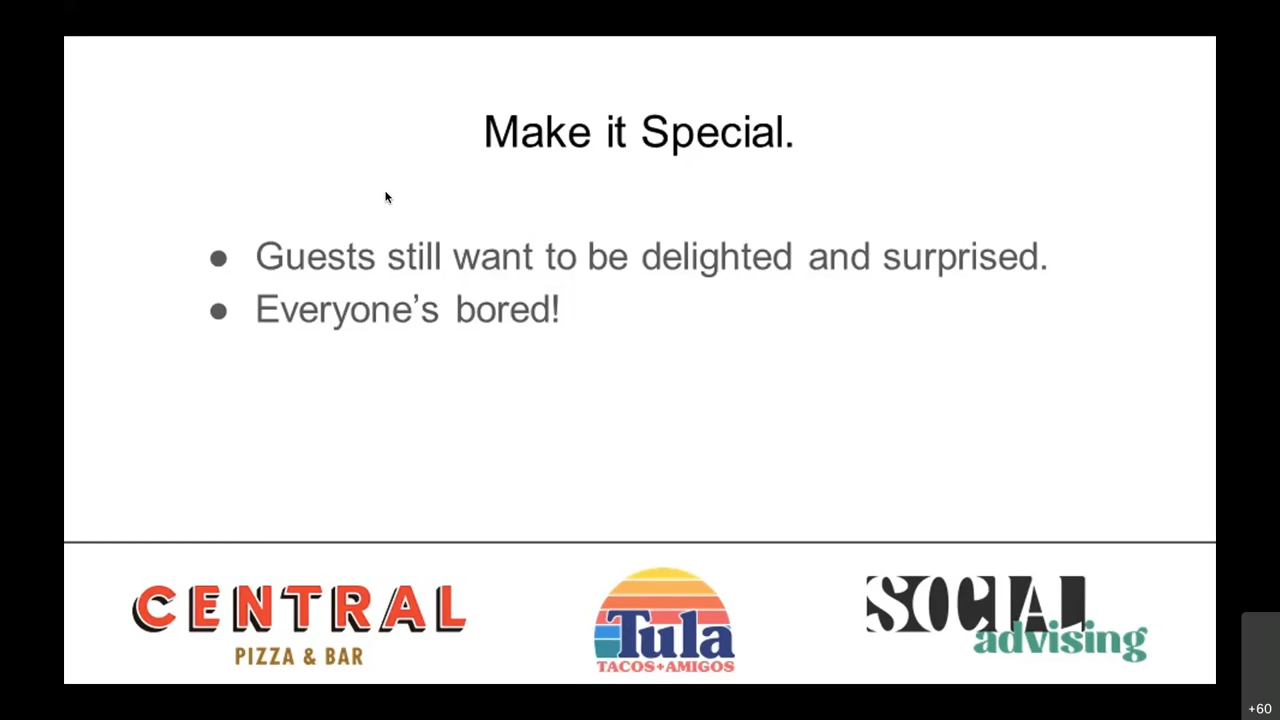 Make it Special.
● Guests still want to be delighted and surprised.
● Everyone’s bored!
CENTRAL
PIZZA & BAR
Tula
TACOS+AMIGOS
SOCIAL
advising
+60